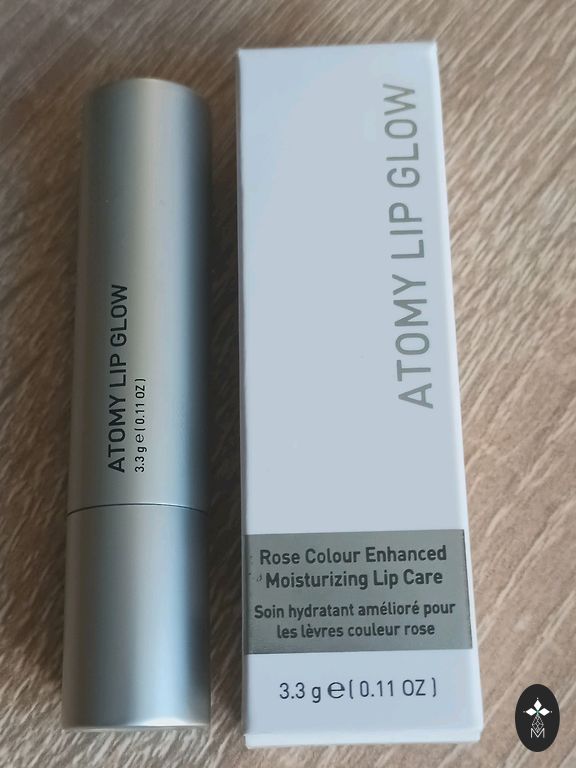 ATOMY LIP GLOW
3.3 g ℮ ( 0.11 OZ )
ATOMY LIP GLOW
Rose Colour Enhanced
Moisturizing Lip Care
Soin hydratant amélioré pour
les lèvres couleur rose
3.3 g ℮ ( 0.11 OZ )